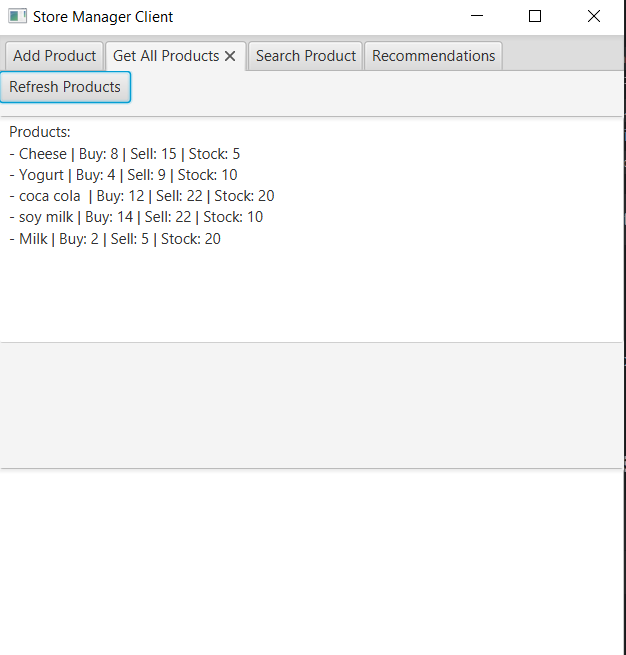 Store Manager Client
Add Product Get All Products Search Product Recommendations
Refresh Products
Products:
- Cheese | Buy: 8 | Sell: 15 | Stock: 5
- Yogurt | Buy: 4 | Sell: 9 | Stock: 10
- coca cola  | Buy: 12 | Sell: 22 | Stock: 20
- soy milk | Buy: 14 | Sell: 22 | Stock: 10
- Milk | Buy: 2 | Sell: 5 | Stock: 20